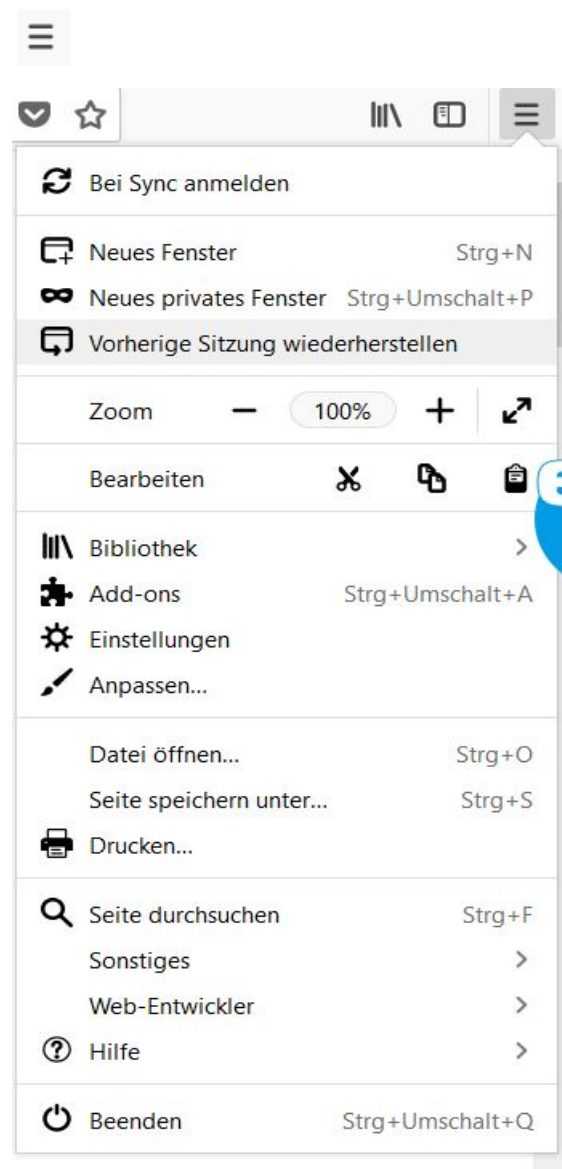 Bei Sync anmelden
Neues Fenster Strg+N
Neues privates Fenster Strg+Umschalt+P
Vorherige Sitzung wiederherstellen
Zoom 100%
Bearbeiten
Bibliothek
Add-ons Strg+Umschalt+A
Einstellungen
Anpassen...
Datei öffnen... Strg+O
Seite speichern unter... Strg+S
Drucken...
Seite durchsuchen Strg+F
Sonstiges
Web-Entwickler
Hilfe
Beenden Strg+Umschalt+Q